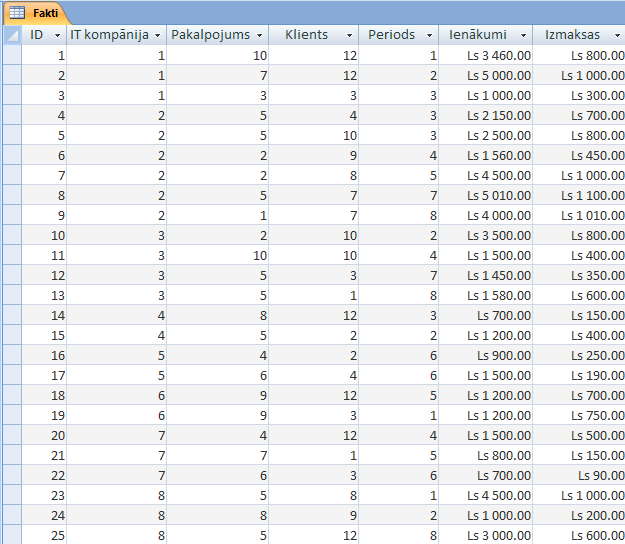 Fakti
ID IT kompānija Pakalpojums Klients Periods Ienākumi Izmaksas
1 1 10 12 1 Ls 3 460.00 Ls 800.00
2 1 7 12 2 Ls 5 000.00 Ls 1 000.00
3 1 3 3 3 Ls 1 000.00 Ls 300.00
4 2 5 4 3 Ls 2 150.00 Ls 700.00
5 2 5 10 3 Ls 2 500.00 Ls 800.00
6 2 2 9 4 Ls 1 560.00 Ls 450.00
7 2 2 8 5 Ls 4 500.00 Ls 1 000.00
8 2 5 7 7 Ls 5 010.00 Ls 1 100.00
9 2 1 7 8 Ls 4 000.00 Ls 1 010.00
10 3 2 10 2 Ls 3 500.00 Ls 800.00
11 3 10 10 4 Ls 1 500.00 Ls 400.00
12 3 5 3 7 Ls 1 450.00 Ls 350.00
13 3 5 1 8 Ls 1 580.00 Ls 600.00
14 4 8 12 3 Ls 700.00 Ls 150.00
15 4 5 2 2 Ls 1 200.00 Ls 400.00
16 5 4 2 6 Ls 900.00 Ls 250.00
17 5 6 4 6 Ls 1 500.00 Ls 190.00
18 6 9 12 5 Ls 1 200.00 Ls 700.00
19 6 9 3 1 Ls 1 200.00 Ls 750.00
20 7 4 12 4 Ls 1 500.00 Ls 500.00
21 7 7 1 5 Ls 800.00 Ls 150.00
22 7 6 3 6 Ls 700.00 Ls 90.00
23 8 5 8 1 Ls 4 500.00 Ls 1 000.00
24 8 8 9 2 Ls 1 000.00 Ls 200.00
25 8 5 12 8 Ls 3 000.00 Ls 600.00